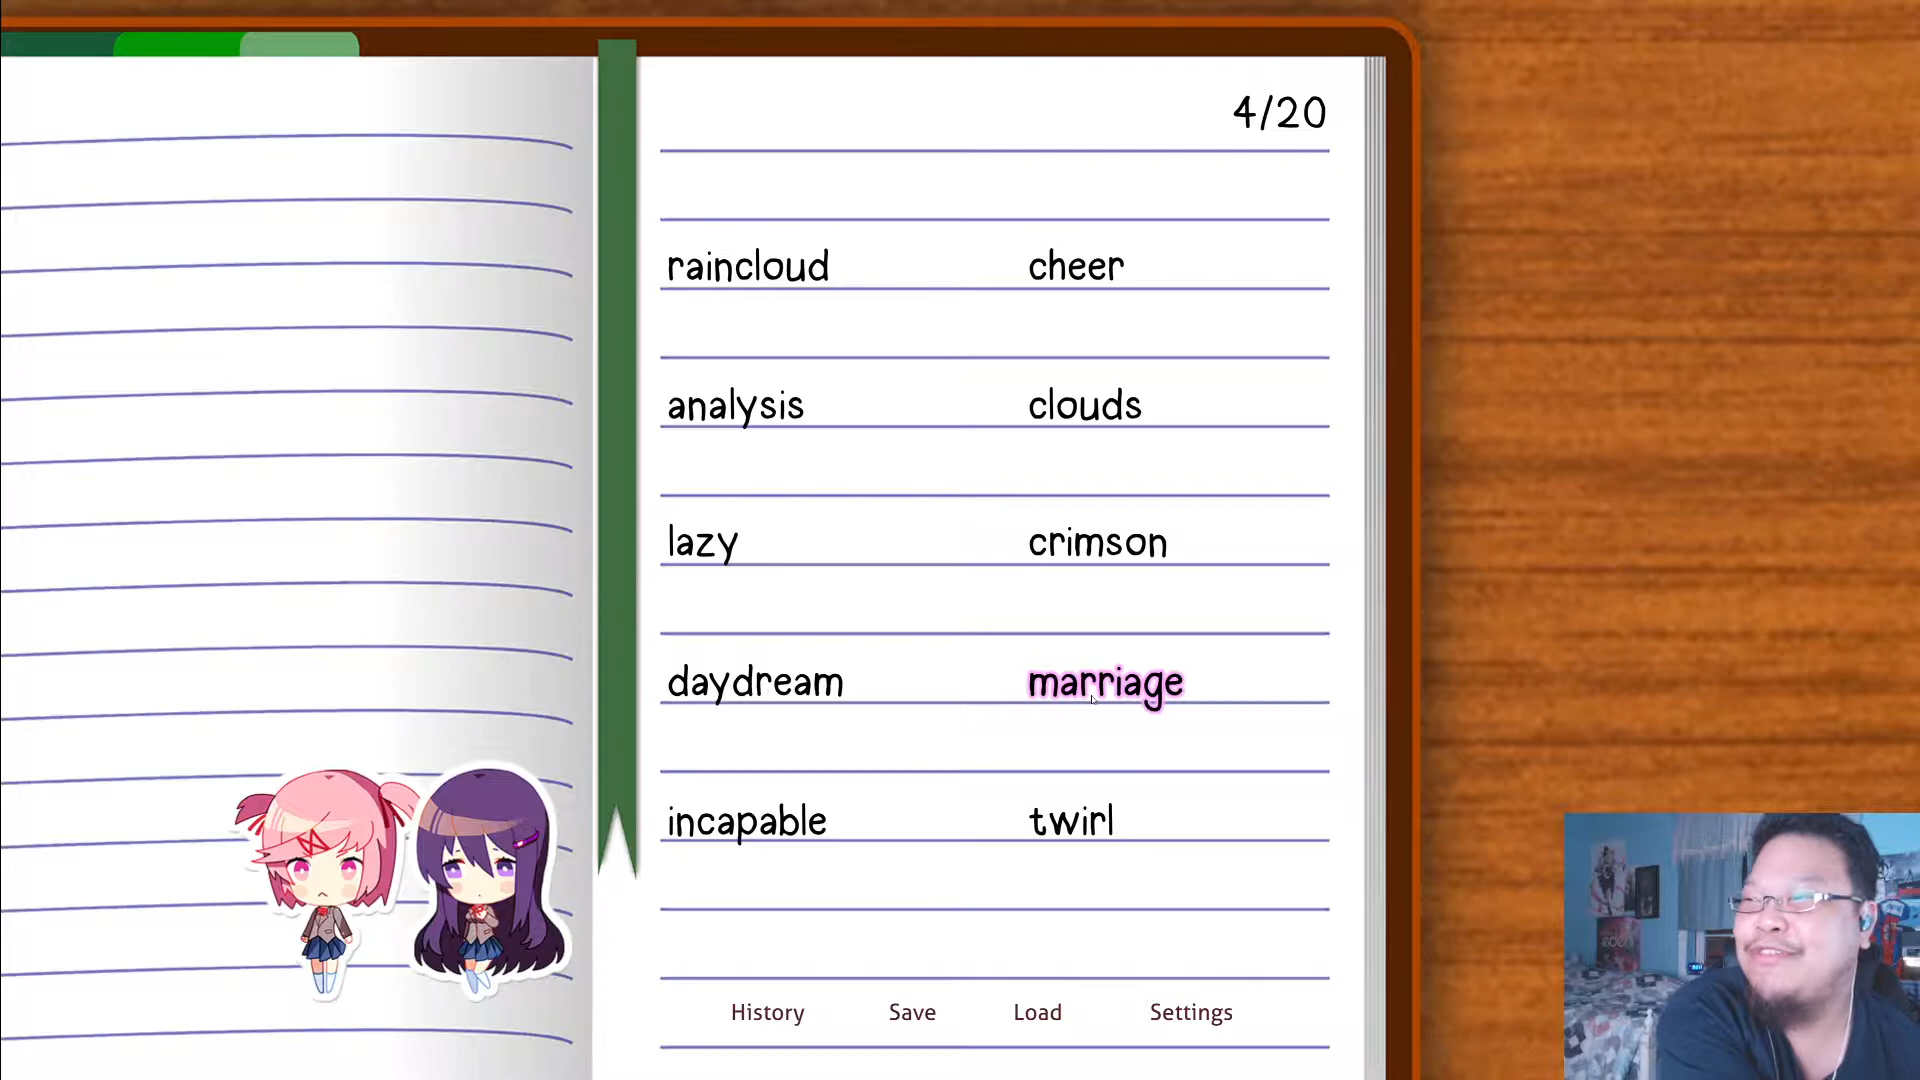 4/20
raincloud cheer
analysis clouds
lazy crimson
daydream marriage
incapable twirl
History Save Load Settings